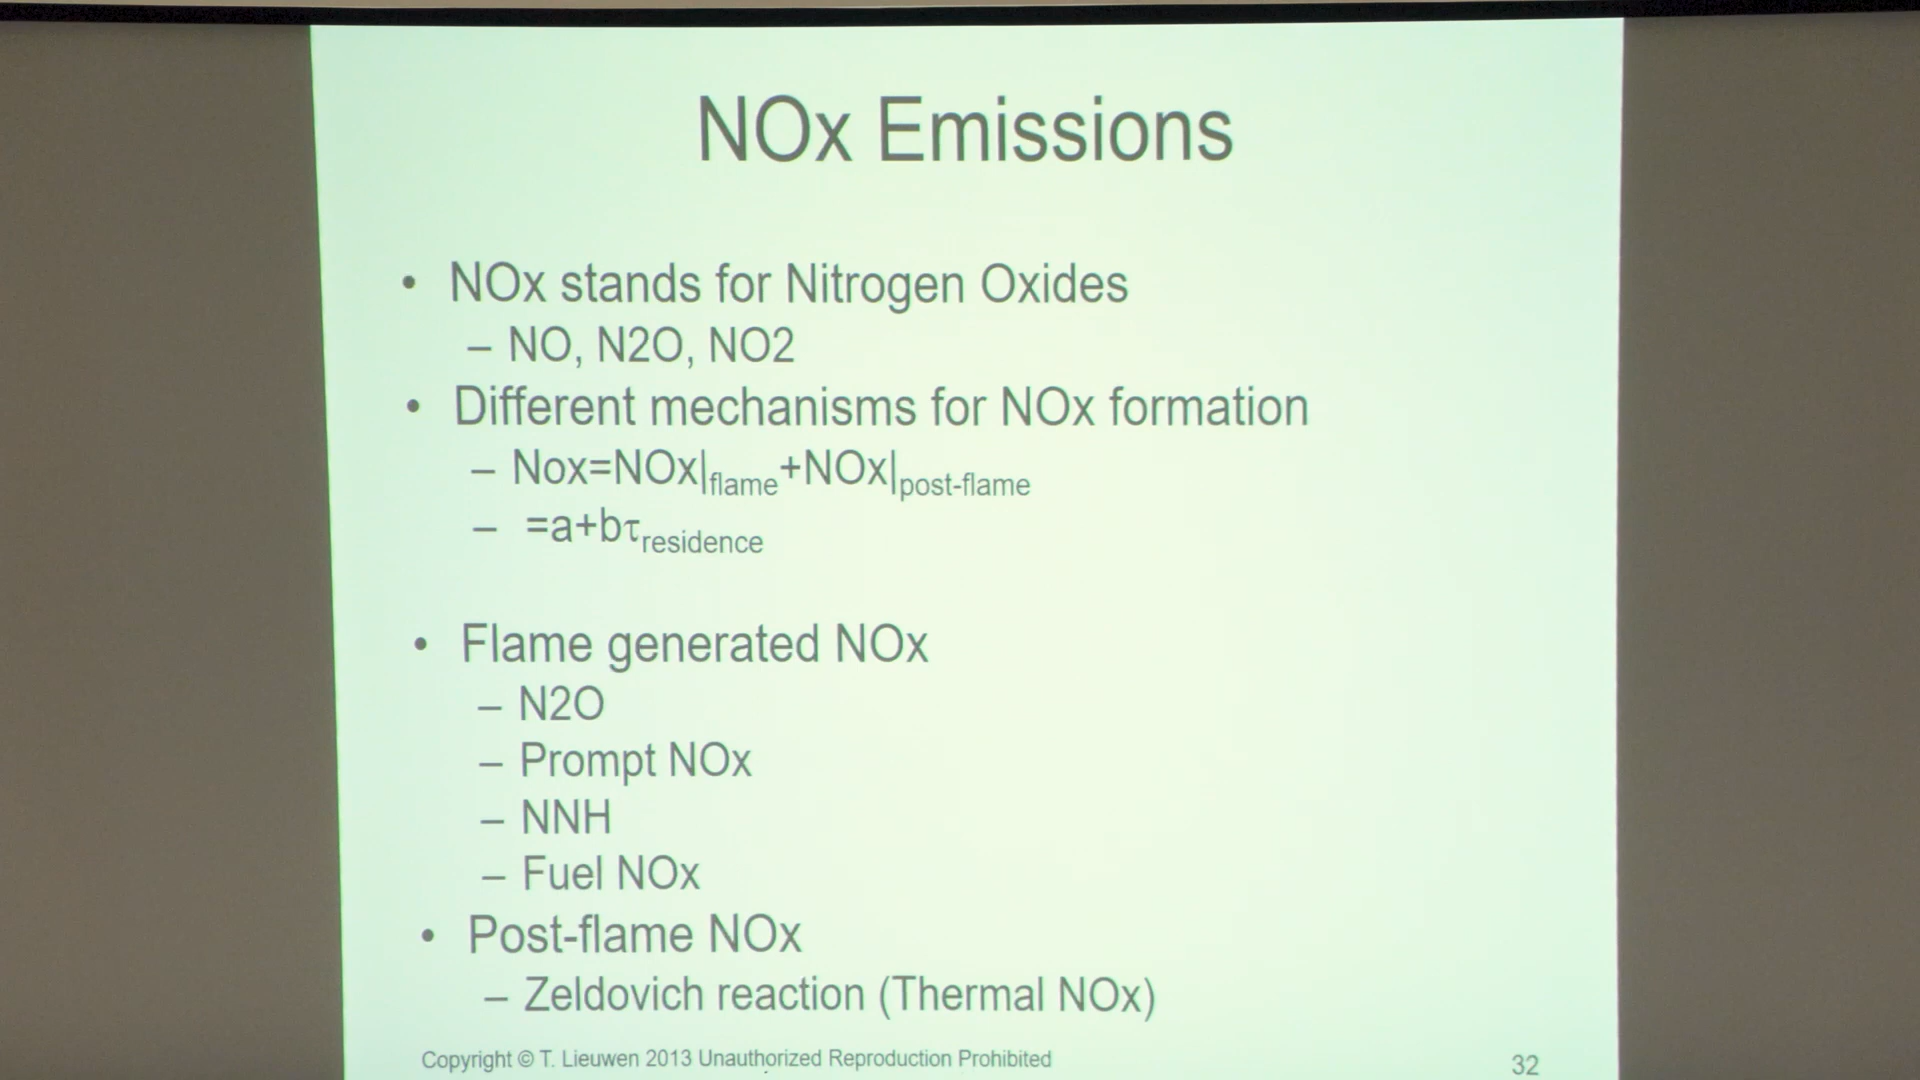 NOx Emissions
• NOx stands for Nitrogen Oxides
– NO, N2O, NO2
• Different mechanisms for NOx formation
– Nox=NOx|flame+NOx|post-flame
– =a+bτresidence
• Flame generated NOx
– N2O
– Prompt NOx
– NNH
– Fuel NOx
• Post-flame NOx
– Zeldovich reaction (Thermal NOx)
Copyright © T. Lieuwen 2013 Unauthorized Reproduction Prohibited
32